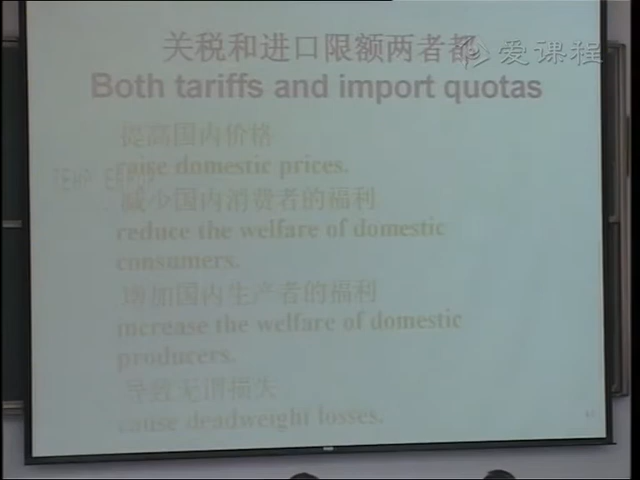 关税和进口限额两者都
爱课程
Both tariffs and import quotas
提高国内价格
raise domestic prices.
减少国内消费者的福利
reduce the welfare of domestic
consumers.
增加国内生产者的福利
increase the welfare of domestic
producers.
导致无谓损失
cause deadweight losses.